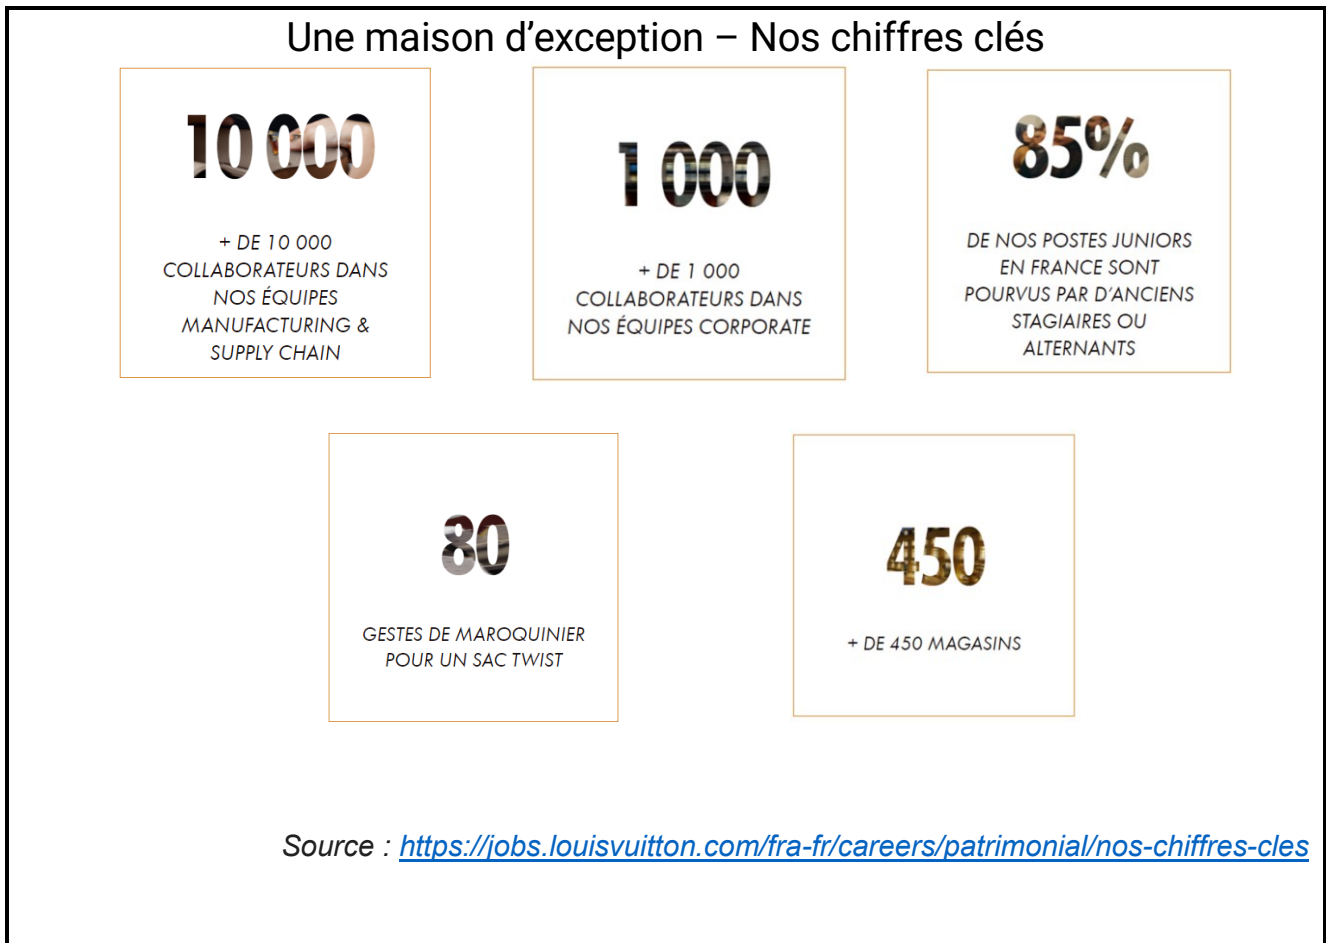 Une maison d’exception – Nos chiffres clés
10 000
+ DE 10 000
COLLABORATEURS DANS
NOS ÉQUIPES
MANUFACTURING &
SUPPLY CHAIN
1 000
+ DE 1 000
COLLABORATEURS DANS
NOS ÉQUIPES CORPORATE
85%
DE NOS POSTES JUNIORS
EN FRANCE SONT
POURVUS PAR D’ANCIENS
STAGIAIRES OU
ALTERNANTS
80
GESTES DE MAROQUINIER
POUR UN SAC TWIST
450
+ DE 450 MAGASINS
Source : https://jobs.louisvuitton.com/fra-fr/careers/patrimonial/nos-chiffres-cles